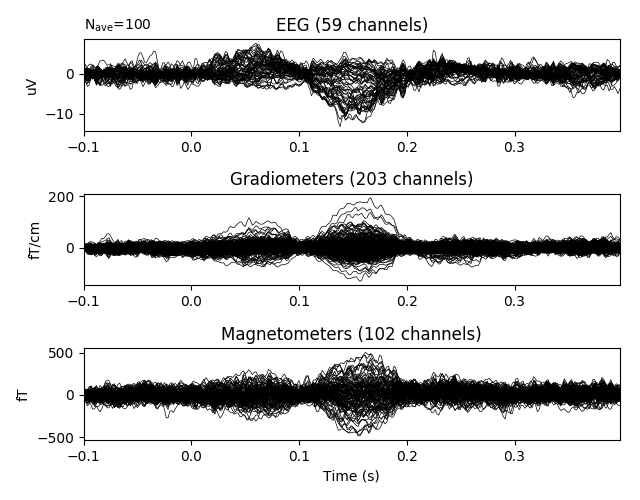 N_ave=100
EEG (59 channels)
uV
0
−10
−0.1 0.0 0.1 0.2 0.3
Gradiometers (203 channels)
fT/cm
200
0
−0.1 0.0 0.1 0.2 0.3
Magnetometers (102 channels)
fT
500
0
−500
−0.1 0.0 0.1 0.2 0.3
Time (s)